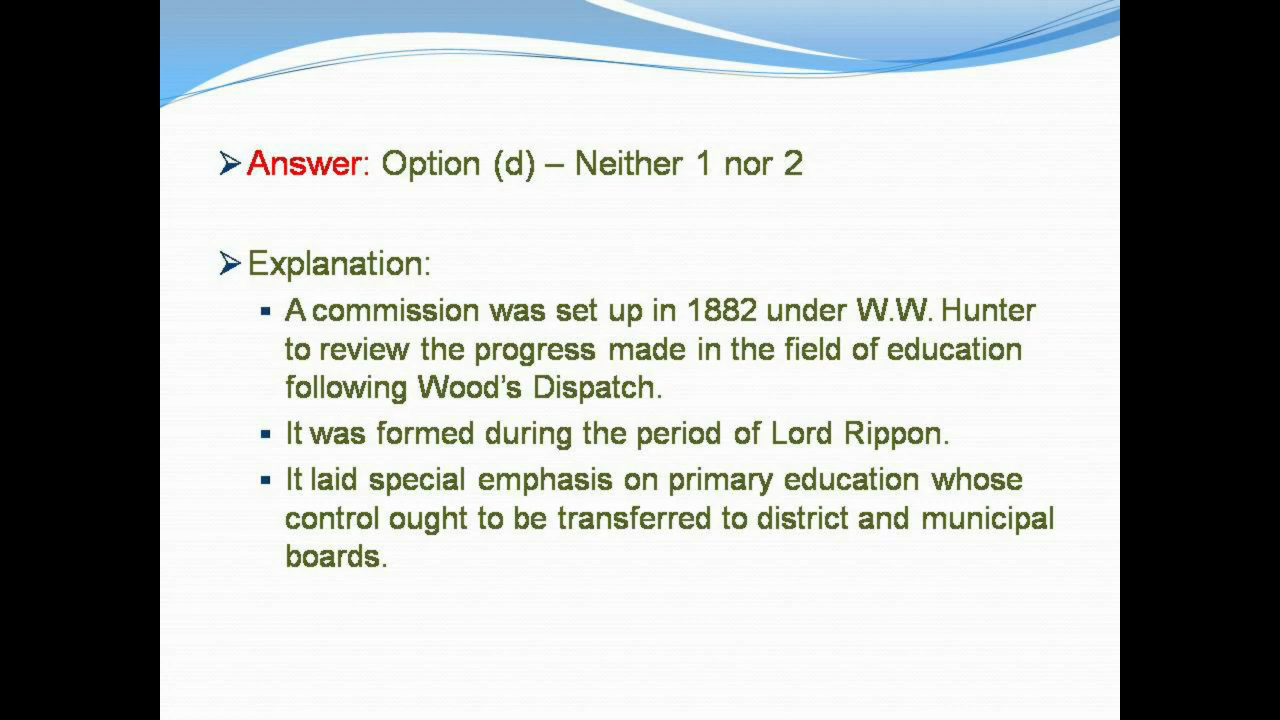 Answer: Option (d) – Neither 1 nor 2
Explanation:
A commission was set up in 1882 under W.W. Hunter
to review the progress made in the field of education
following Wood's Dispatch.
It was formed during the period of Lord Rippon.
It laid special emphasis on primary education whose
control ought to be transferred to district and municipal
boards.